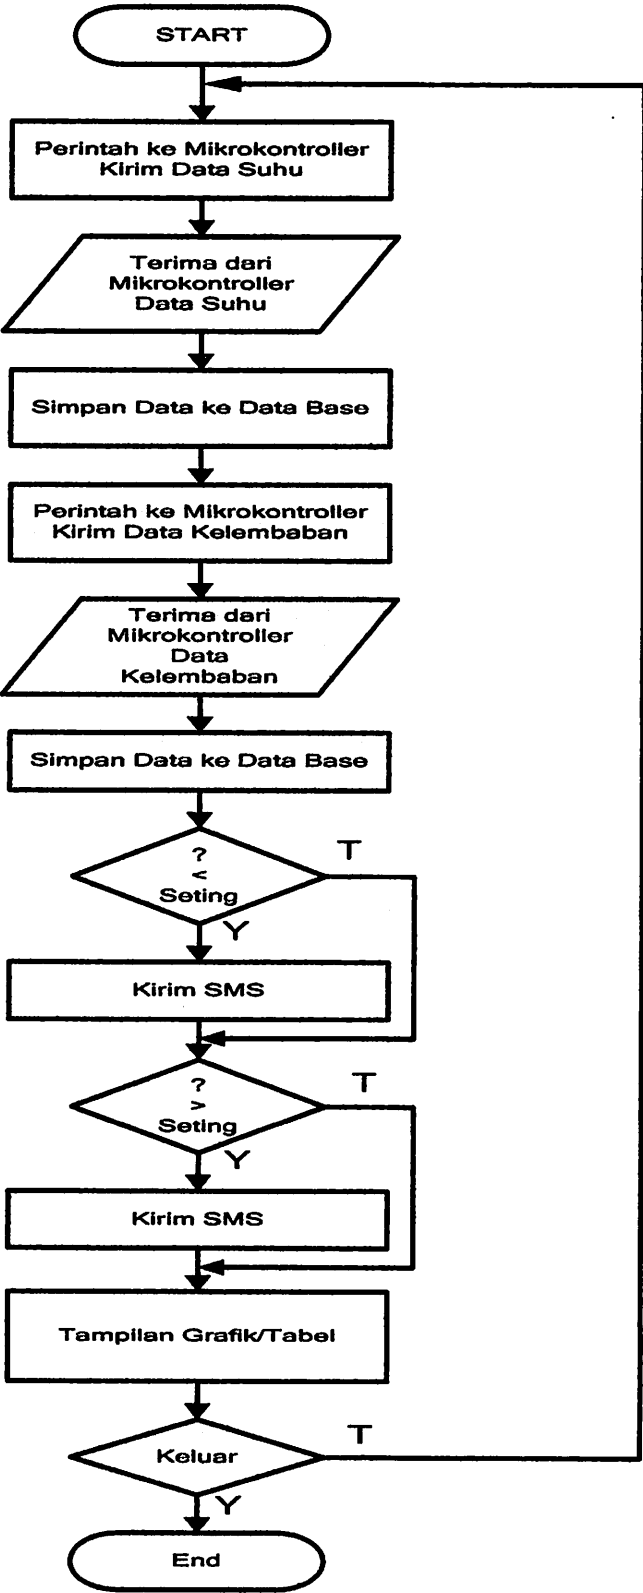 START
Perintah ke Mikrokontroller
Kirim Data Suhu
Terima dari
Mikrokontroller
Data Suhu
Simpan Data ke Data Base
Perintah ke Mikrokontroller
Kirim Data Kelembaban
Terima dari
Mikrokontroller
Data
Kelembaban
Simpan Data ke Data Base
?
<
Seting
T
Y
Kirim SMS
?
>
Seting
T
Y
Kirim SMS
Tampilan Grafik/Tabel
Keluar
T
Y
End